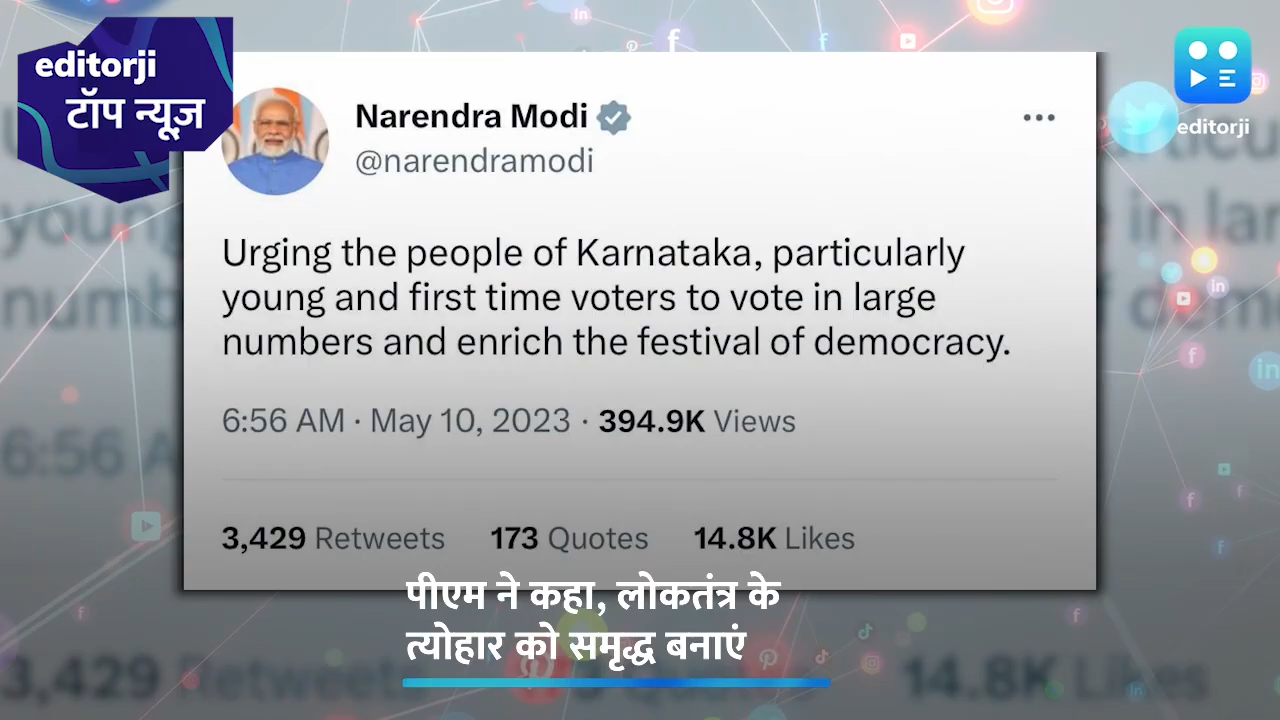 editorji
टॉप न्यूज़
editorji
Narendra Modi
@narendramodi
Urging the people of Karnataka, particularly
young and first time voters to vote in large
numbers and enrich the festival of democracy.
6:56 AM · May 10, 2023 · 394.9K Views
3,429 Retweets 173 Quotes 14.8K Likes
पीएम ने कहा, लोकतंत्र के
त्योहार को समृद्ध बनाएं